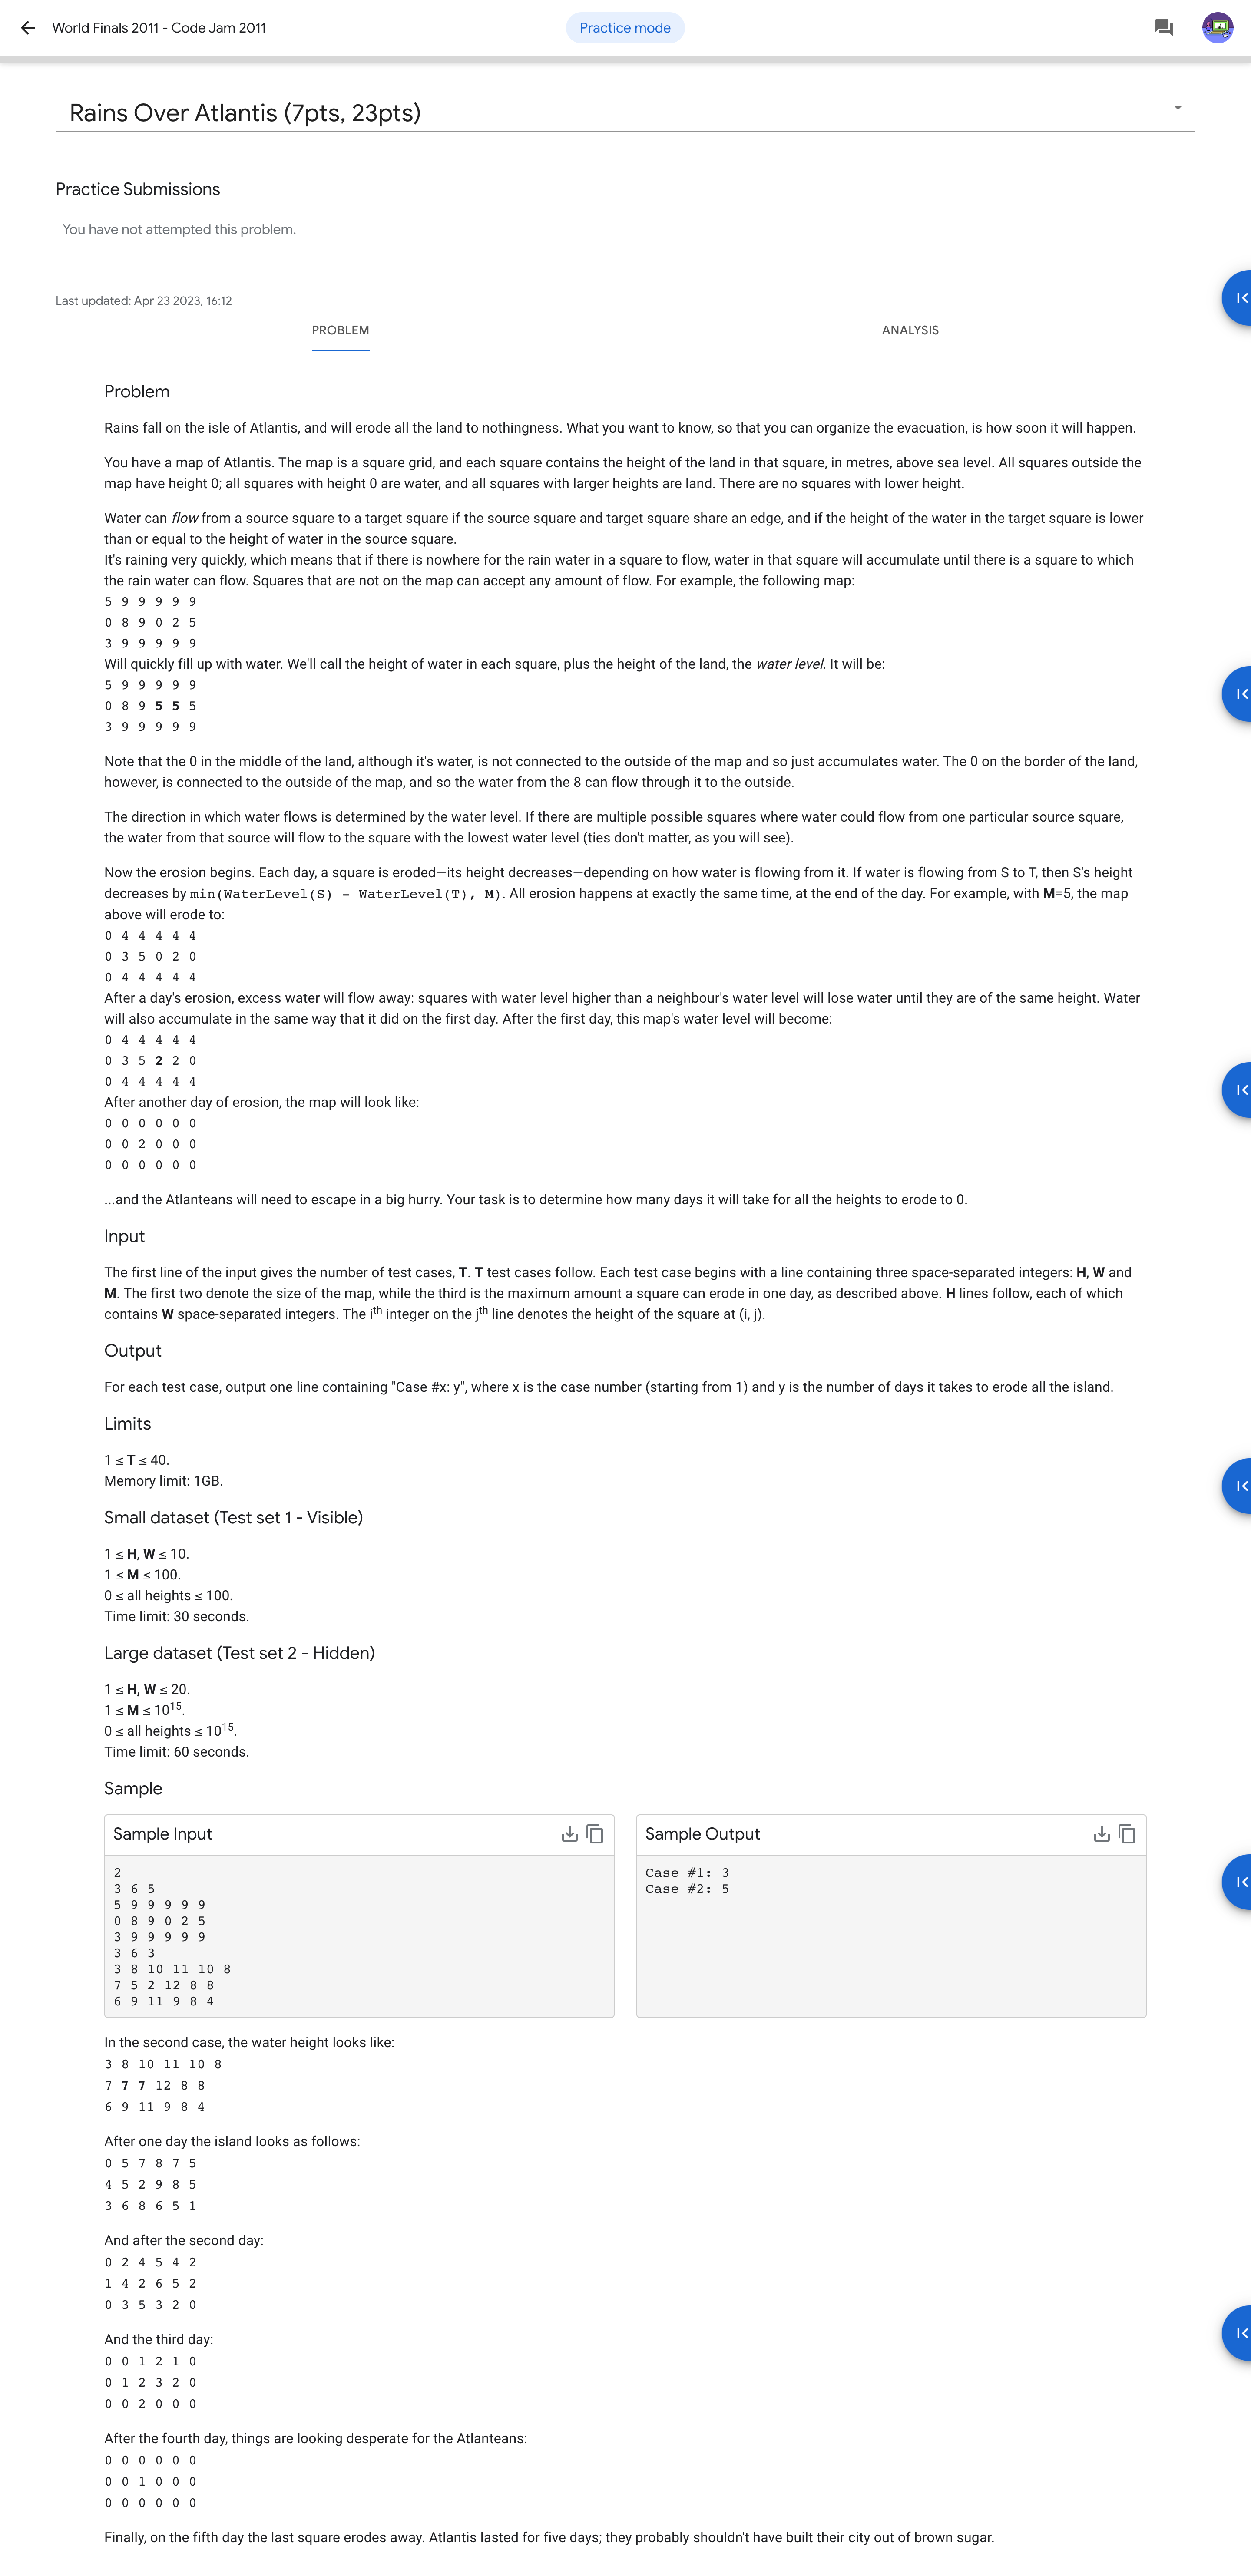 World Finals 2011 - Code Jam 2011
Practice mode
Rains Over Atlantis (7pts, 23pts)
Practice Submissions
You have not attempted this problem.
Last updated: Apr 23 2023, 16:12
PROBLEM
ANALYSIS
Problem
Rains fall on the isle of Atlantis, and will erode all the land to nothingness. What you want to know, so that you can organize the evacuation, is how soon it will happen.
You have a map of Atlantis. The map is a square grid, and each square contains the height of the land in that square, in metres, above sea level. All squares outside the
map have height 0; all squares with height 0 are water, and all squares with larger heights are land. There are no squares with lower height.
Water can flow from a source square to a target square if the source square and target square share an edge, and if the height of the water in the target square is lower
than or equal to the height of water in the source square.
It's raining very quickly, which means that if there is nowhere for the rain water in a square to flow, water in that square will accumulate until there is a square to which
the rain water can flow. Squares that are not on the map can accept any amount of flow. For example, the following map:
5 9 9 9 9 9
0 8 9 0 2 5
3 9 9 9 9 9
Will quickly fill up with water. We'll call the height of water in each square, plus the height of the land, the water level. It will be:
5 9 9 9 9 9
0 8 9 5 5 5
3 9 9 9 9 9
Note that the 0 in the middle of the land, although it's water, is not connected to the outside of the map and so just accumulates water. The 0 on the border of the land,
however, is connected to the outside of the map, and so the water from the 8 can flow through it to the outside.
The direction in which water flows is determined by the water level. If there are multiple possible squares where water could flow from one particular source square,
the water from that source will flow to the square with the lowest water level (ties don't matter, as you will see).
Now the erosion begins. Each day, a square is eroded—its height decreases—depending on how water is flowing from it. If water is flowing from S to T, then S's height
decreases by min(WaterLevel(S) - WaterLevel(T), M). All erosion happens at exactly the same time, at the end of the day. For example, with M=5, the map
above will erode to:
0 4 4 4 4 4
0 3 5 0 2 0
0 4 4 4 4 4
After a day's erosion, excess water will flow away: squares with water level higher than a neighbour's water level will lose water until they are of the same height. Water
will also accumulate in the same way that it did on the first day. After the first day, this map's water level will become:
0 4 4 4 4 4
0 3 5 2 2 0
0 4 4 4 4 4
After another day of erosion, the map will look like:
0 0 0 0 0 0
0 0 2 0 0 0
0 0 0 0 0 0
...and the Atlanteans will need to escape in a big hurry. Your task is to determine how many days it will take for all the heights to erode to 0.
Input
The first line of the input gives the number of test cases, T. T test cases follow. Each test case begins with a line containing three space-separated integers: H, W and
M. The first two denote the size of the map, while the third is the maximum amount a square can erode in one day, as described above. H lines follow, each of which
contains W space-separated integers. The ith integer on the jth line denotes the height of the square at (i, j).
Output
For each test case, output one line containing "Case #x: y", where x is the case number (starting from 1) and y is the number of days it takes to erode all the island.
Limits
1 ≤ T ≤ 40.
Memory limit: 1GB.
Small dataset (Test set 1 - Visible)
1 ≤ H, W ≤ 10.
1 ≤ M ≤ 100.
0 ≤ all heights ≤ 100.
Time limit: 30 seconds.
Large dataset (Test set 2 - Hidden)
1 ≤ H, W ≤ 20.
1 ≤ M ≤ 10^15.
0 ≤ all heights ≤ 10^15.
Time limit: 60 seconds.
Sample
Sample Input
2
3 6 5
5 9 9 9 9 9
0 8 9 0 2 5
3 9 9 9 9 9
3 6 3
3 8 10 11 10 8
7 5 2 12 8 8
6 9 11 9 8 4
Sample Output
Case #1: 3
Case #2: 5
In the second case, the water height looks like:
3 8 10 11 10 8
7 7 7 12 8 8
6 9 11 9 8 4
After one day the island looks as follows:
0 5 7 8 7 5
4 5 2 9 8 5
3 6 8 6 5 1
And after the second day:
0 2 4 5 4 2
1 4 2 6 5 2
0 3 5 3 2 0
And the third day:
0 0 1 2 1 0
0 1 2 3 2 0
0 0 2 0 0 0
After the fourth day, things are looking desperate for the Atlanteans:
0 0 0 0 0 0
0 0 1 0 0 0
0 0 0 0 0 0
Finally, on the fifth day the last square erodes away. Atlantis lasted for five days; they probably shouldn't have built their city out of brown sugar.